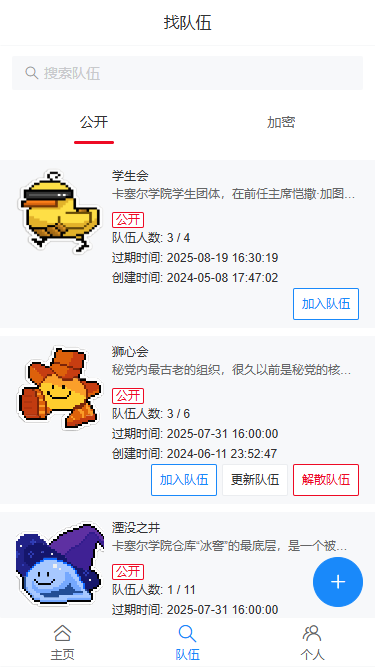 找队伍
搜索队伍
公开
加密
学生会
卡塞尔学院学生团体，在前任主席恺撒·加图…
公开
队伍人数: 3 / 4
过期时间: 2025-08-19 16:30:19
创建时间: 2024-05-08 17:47:02
加入队伍
狮心会
秘党内最古老的组织，很久以前是秘党的核…
公开
队伍人数: 3 / 6
过期时间: 2025-07-31 16:00:00
创建时间: 2024-06-11 23:52:47
加入队伍
更新队伍
解散队伍
湮没之井
卡塞尔学院仓库“冰窖”的最底层，是一个被…
公开
队伍人数: 1 / 11
过期时间: 2025-07-31 16:00:00
主页
队伍
个人